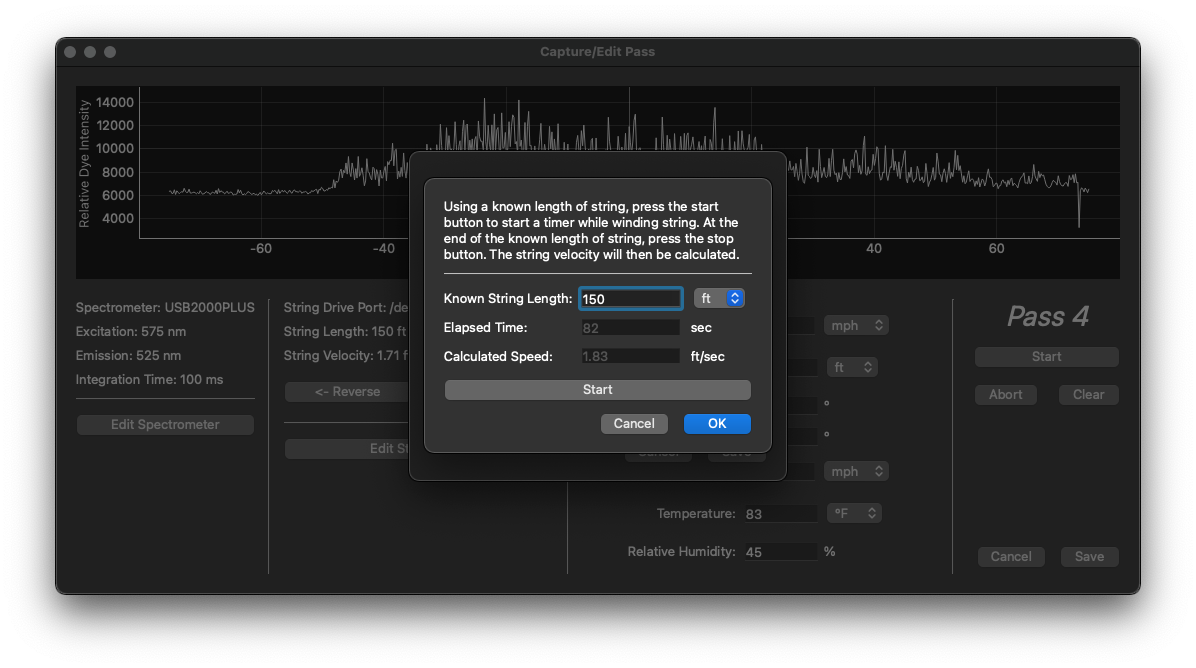 Capture/Edit Pass
Relative Dye Intensity
14000
12000
10000
8000
6000
4000
-60
-40
40
60
Using a known length of string, press the start
button to start a timer while winding string. At the
end of the known length of string, press the stop
button. The string velocity will then be calculated.
Known String Length: 150 ft
Elapsed Time: 82 sec
Calculated Speed: 1.83 ft/sec
Start
Cancel OK
Spectrometer: USB2000PLUS
Excitation: 575 nm
Emission: 525 nm
Integration Time: 100 ms
Edit Spectrometer
String Drive Port: /de
String Length: 150 ft
String Velocity: 1.71 f
<- Reverse
Edit St
Cancel Save
mph
ft
°
°
mph
Temperature: 83 °F
Relative Humidity: 45 %
Pass 4
Start
Abort Clear
Cancel Save